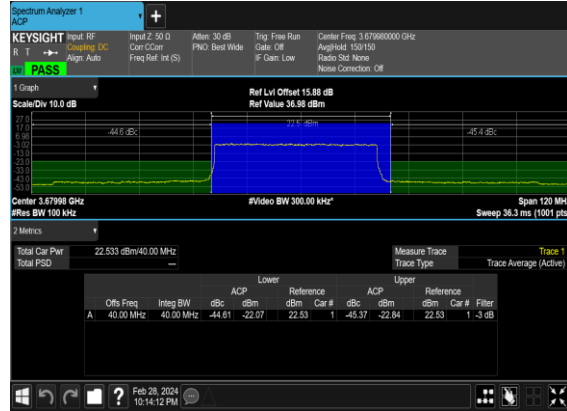 Spectrum Analyzer 1
ACP
+
KEYSIGHT Input: RF Input Z: 50 Ω Atten: 30 dB Trig: Free Run Center Freq: 3.679980000 GHz
R T Coupling: DC Corr CCorr PNO: Best Wide Gate: Off Avg|Hold: 150/150
Align: Auto Freq Ref: Int (S) IF Gain: Low Radio Std: None
LW PASS Noise Correction: Off
1 Graph Ref Lvl Offset 15.88 dB
Scale/Div 10.0 dB Ref Value 36.98 dBm
27.0 22.5 dBm
17.0 -44.6 dBc -45.4 dBc
6.98
-3.02
-13.0
-23.0
-33.0
-43.0
-53.0
Center 3.67998 GHz #Video BW 300.00 kHz* Span 120 MH
#Res BW 100 kHz Sweep 36.3 ms (1001 pts
2 Metrics
Total Car Pwr 22.533 dBm/40.00 MHz Measure Trace Trace 1
Total PSD --- Trace Type Trace Average (Active)
Lower Upper
ACP Reference ACP Reference
Offs Freq Integ BW dBc dBm dBm Car # dBc dBm dBm Car # Filter
A 40.00 MHz 40.00 MHz -44.61 -22.07 22.53 1 -45.37 -22.84 22.53 1 -3 dB
? Feb 28, 2024
10:14:12 PM